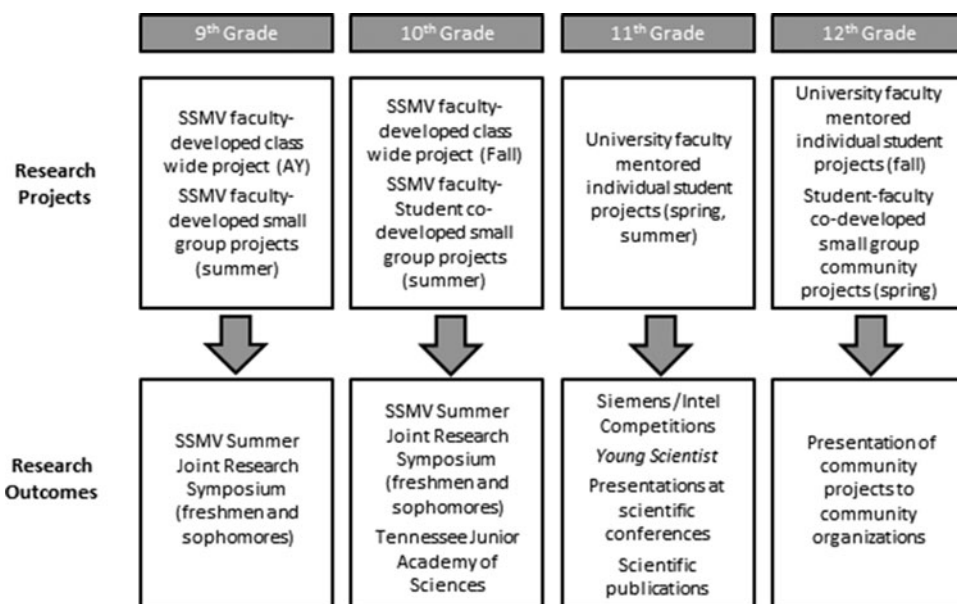 9th Grade
10th Grade
11th Grade
12th Grade
Research
Projects
SSMV faculty-
developed class
wide project (AY)
SSMV faculty-
developed small
group projects
(summer)
SSMV faculty-
developed class
wide project (Fall)
SSMV faculty-
Student co-
developed small
group projects
(summer)
University faculty
mentored
individual student
projects (spring,
summer)
University faculty
mentored
individual student
projects (fall)
Student-faculty
co-developed
small group
community
projects (spring)
Research
Outcomes
SSMV Summer
Joint Research
Symposium
(freshmen and
sophomores)
SSMV Summer
Joint Research
Symposium
(freshmen and
sophomores)
Tennessee Junior
Academy of
Sciences
Siemens/Intel
Competitions
Young Scientist
Presentations at
scientific
conferences
Scientific
publications
Presentation of
community
projects to
community
organizations